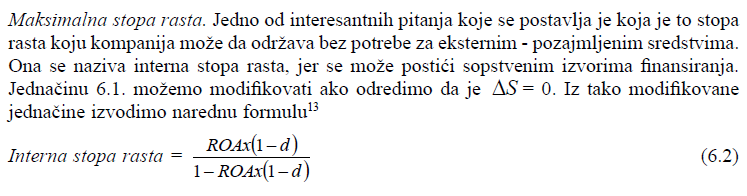 Maksimalna stopa rasta. Jedno od interesantnih pitanja koje se postavlja je koja je to stopa
rasta koju kompanija može da održava bez potrebe za eksternim - pozajmljenim sredstvima.
Ona se naziva interna stopa rasta, jer se može postići sopstvenim izvorima finansiranja.
Jednačinu 6.1. možemo modifikovati ako odredimo da je ΔS = 0. Iz tako modifikovane
jednačine izvodimo narednu formulu¹³
Interna stopa rasta = ROAx(1−d) / 1−ROAx(1−d) (6.2)